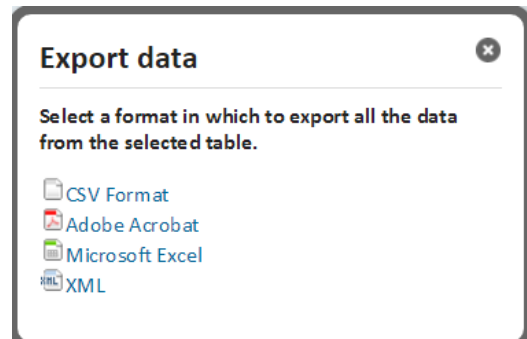 Export data
Select a format in which to export all the data
from the selected table.
CSV Format
Adobe Acrobat
Microsoft Excel
XML XML